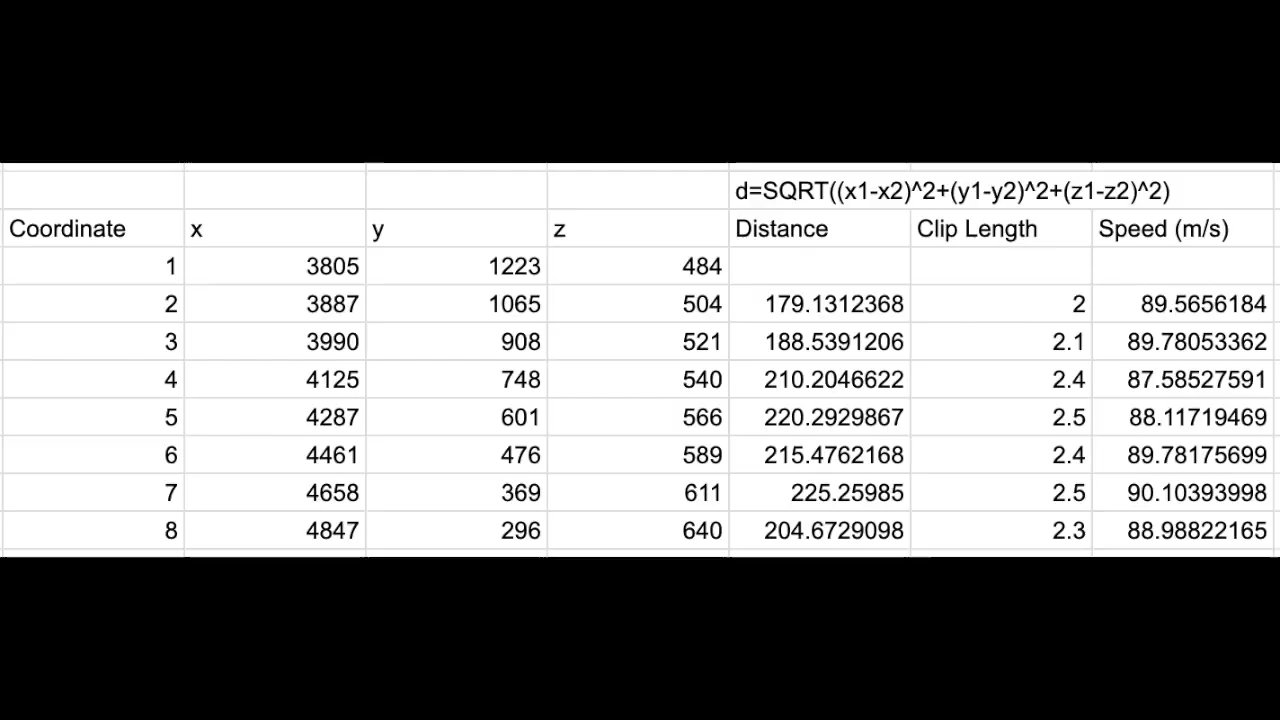 d=SQRT((x1-x2)^2+(y1-y2)^2+(z1-z2)^2)
Coordinate x y z Distance Clip Length Speed (m/s)
1 3805 1223 484
2 3887 1065 504 179.1312368 2 89.5656184
3 3990 908 521 188.5391206 2.1 89.78053362
4 4125 748 540 210.2046622 2.4 87.58527591
5 4287 601 566 220.2929867 2.5 88.11719469
6 4461 476 589 215.4762168 2.4 89.78175699
7 4658 369 611 225.25985 2.5 90.10393998
8 4847 296 640 204.6729098 2.3 88.98822165